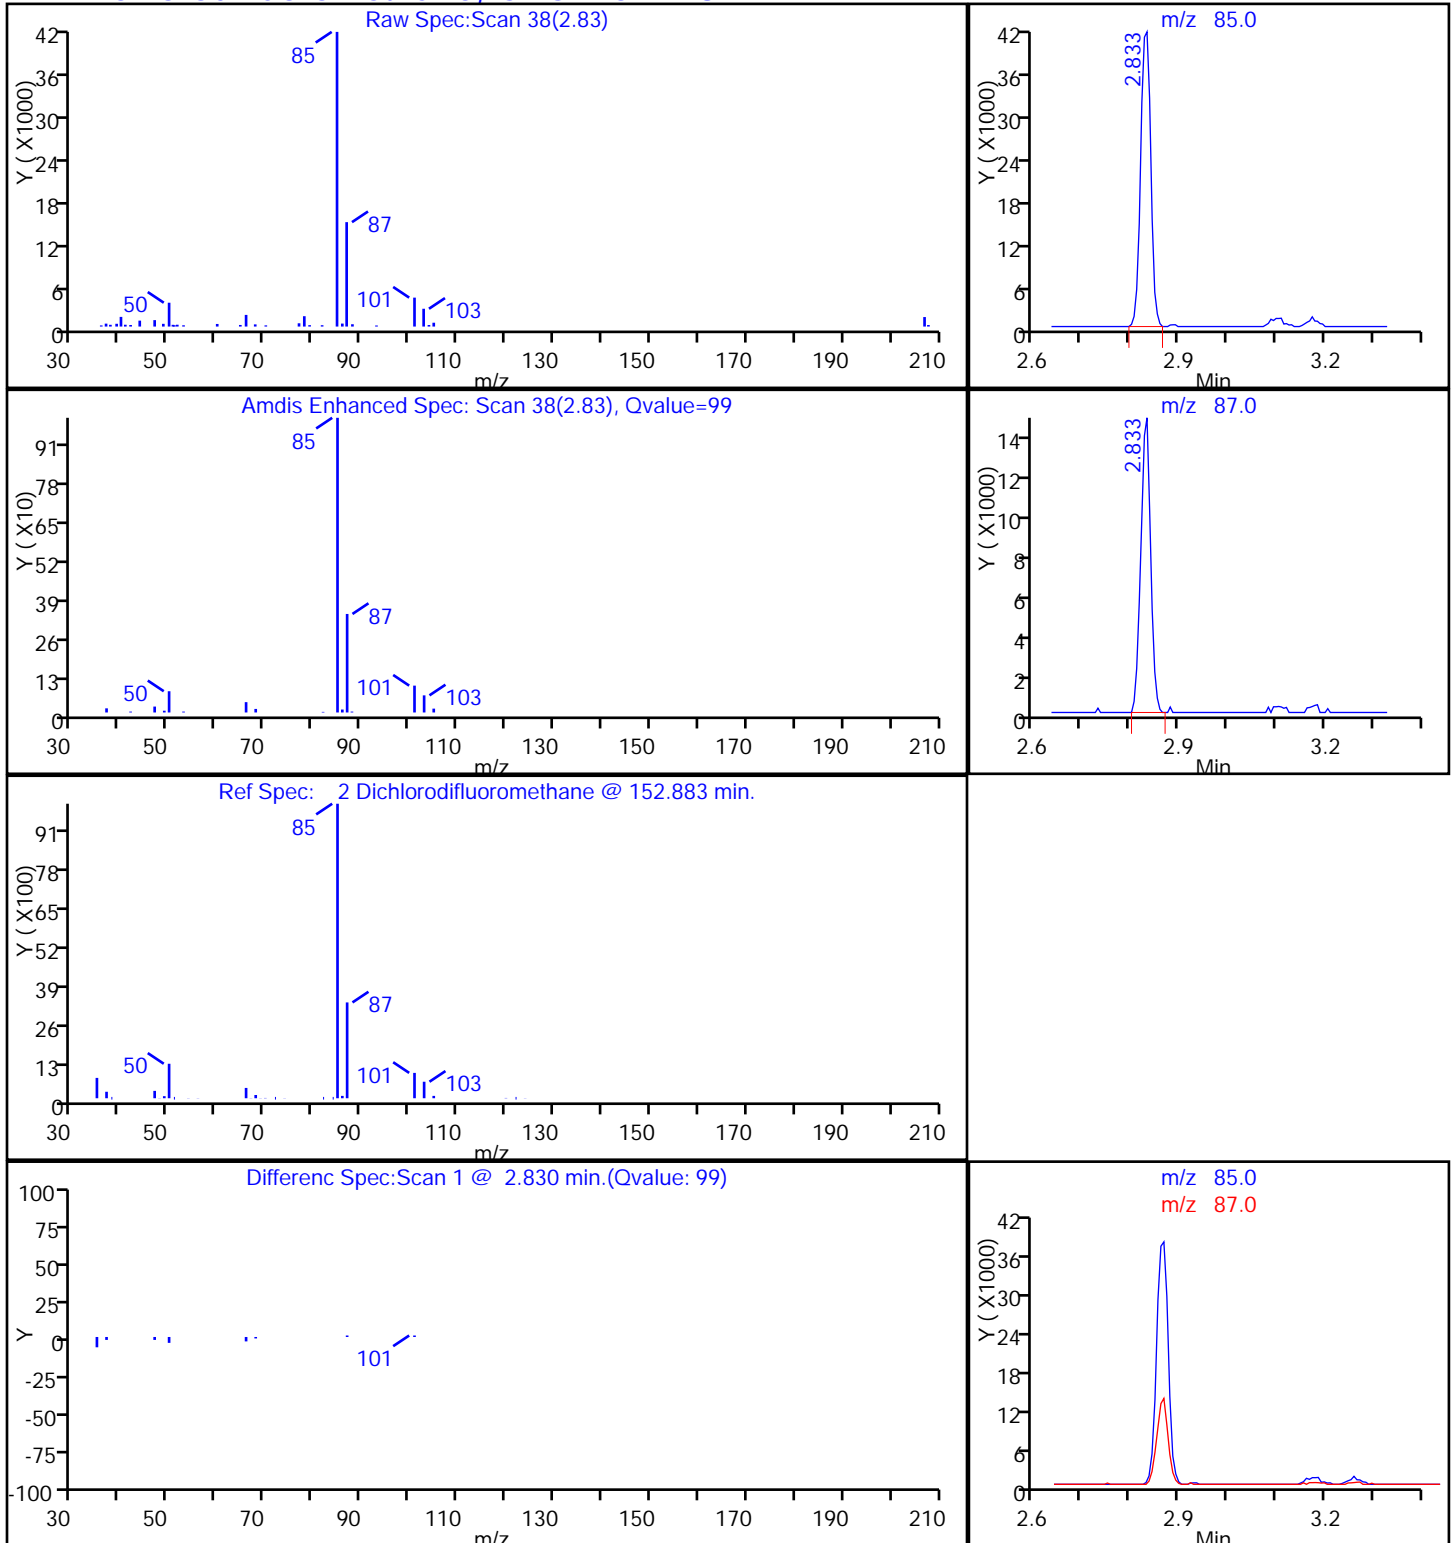 Raw Spec:Scan 38(2.83)
42
36
30
24
18
12
6
0
Y ( X1000)
85
87
50
101
103
30 50 70 90 110 130 150 170 190 210
m/z
m/z 85.0
42
36
30
24
18
12
6
0
Y ( X1000)
2.833
2.6 2.9 3.2
Min
Amdis Enhanced Spec: Scan 38(2.83), Qvalue=99
91
78
65
52
39
26
13
0
Y ( X10)
85
87
50
101
103
30 50 70 90 110 130 150 170 190 210
m/z
m/z 87.0
14
12
10
8
6
4
2
0
Y ( X1000)
2.833
2.6 2.9 3.2
Min
Ref Spec: 2 Dichlorodifluoromethane @ 152.883 min.
91
78
65
52
39
26
13
0
Y ( X100)
85
87
50
101
103
30 50 70 90 110 130 150 170 190 210
m/z
Differenc Spec:Scan 1 @ 2.830 min.(Qvalue: 99)
100
75
50
25
0
-25
-50
-75
-100
Y
101
30 50 70 90 110 130 150 170 190 210
m/z
m/z 85.0
m/z 87.0
42
36
30
24
18
12
6
0
Y ( X1000)
2.6 2.9 3.2
Min